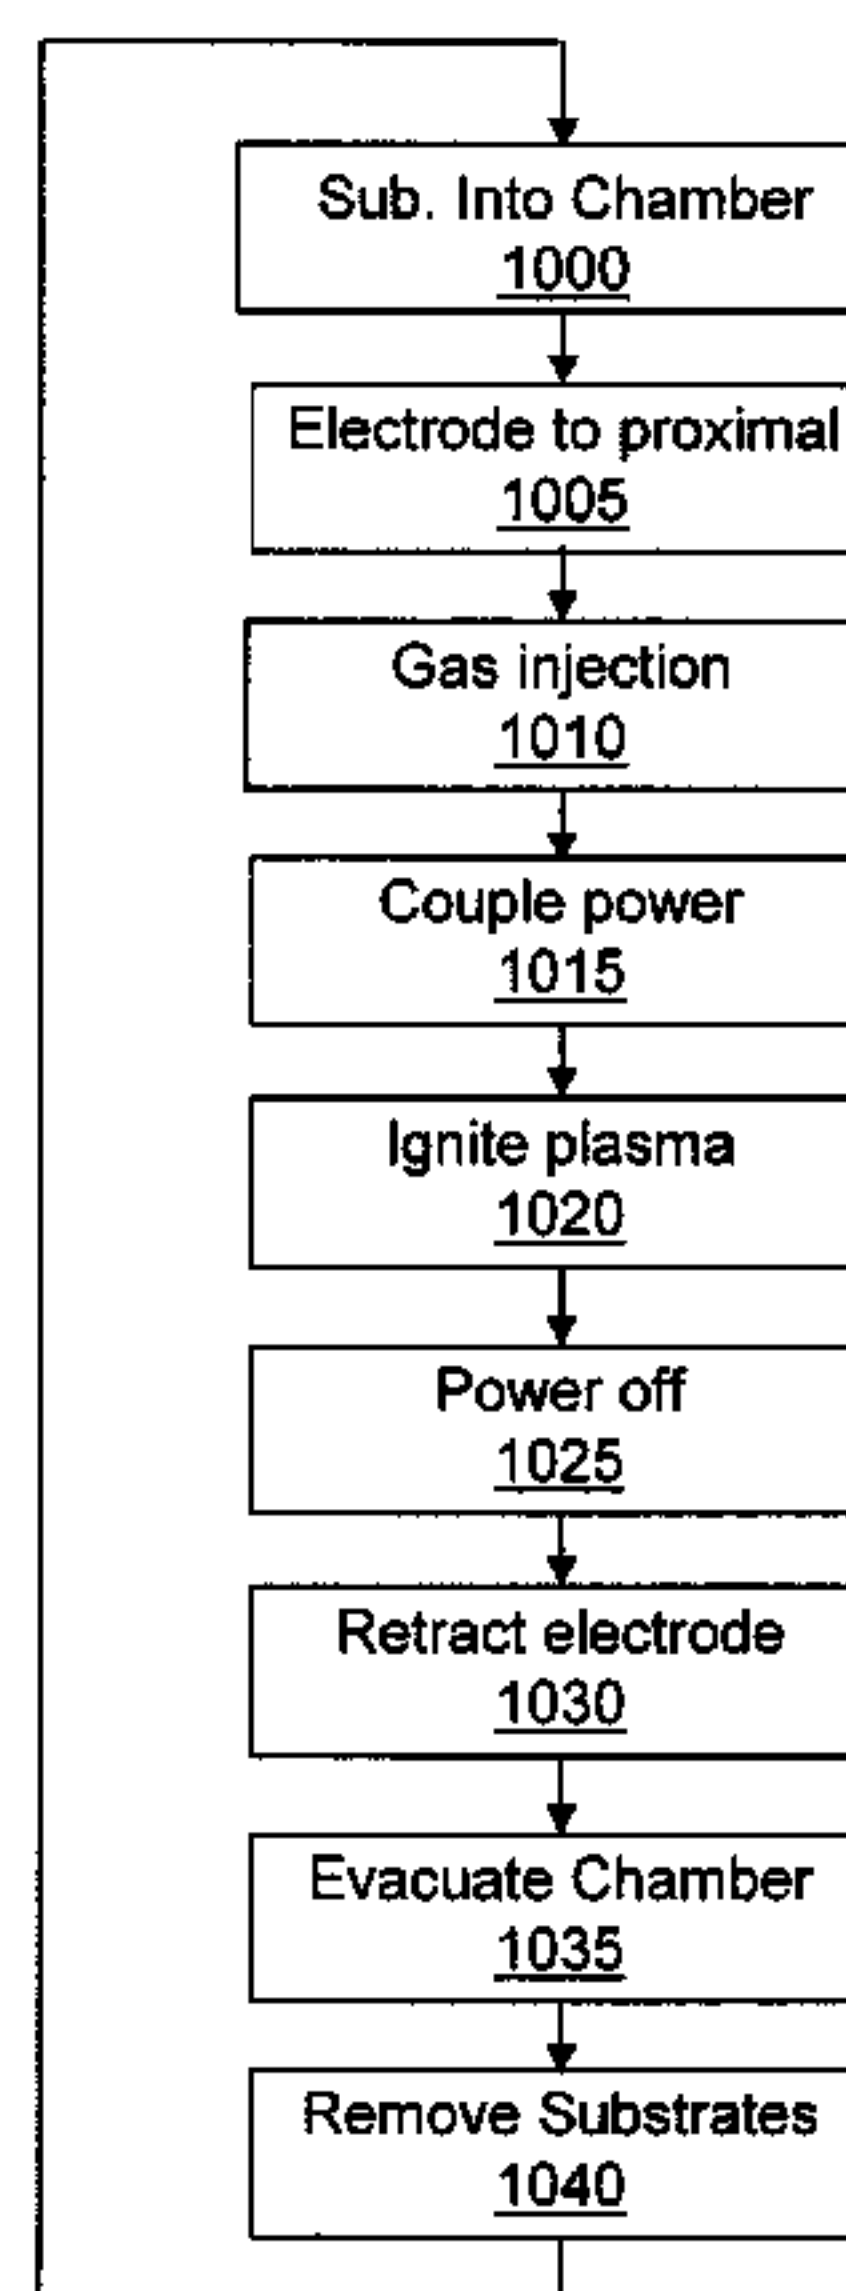 Sub. Into Chamber
1000
Electrode to proximal
1005
Gas injection
1010
Couple power
1015
Ignite plasma
1020
Power off
1025
Retract electrode
1030
Evacuate Chamber
1035
Remove Substrates
1040